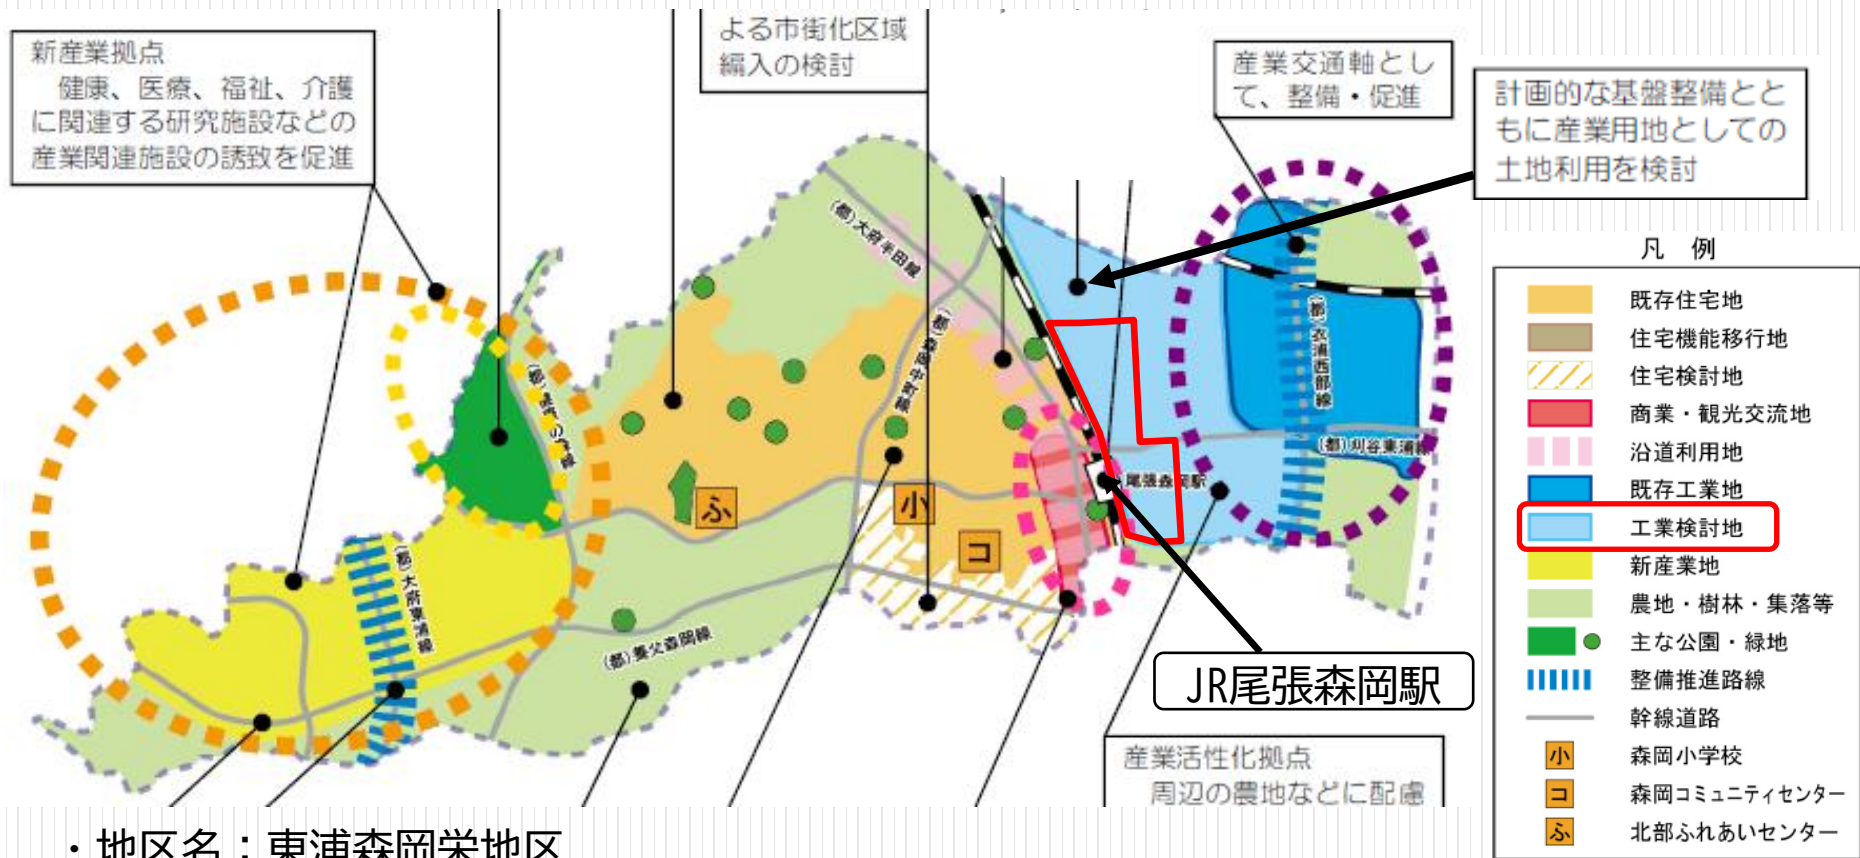 新産業拠点
健康、医療、福祉、介護
に関連する研究施設などの
産業関連施設の誘致を促進
よる市街化区域
編入の検討
産業交通軸とし
て、整備・促進
計画的な基盤整備とと
もに産業用地としての
土地利用を検討
(都)大府半田線
(都)森岡中町線
(都)衣浦西部線
(都)刈谷東浦線
尾張森岡駅
ふ
小
コ
(都)大府東浦線
(都)養父森岡線
JR尾張森岡駅
産業活性化拠点
周辺の農地などに配慮
凡 例
既存住宅地
住宅機能移行地
住宅検討地
商業・観光交流地
沿道利用地
既存工業地
工業検討地
新産業地
農地・樹林・集落等
主な公園・緑地
整備推進路線
幹線道路
小 森岡小学校
コ 森岡コミュニティセンター
ふ 北部ふれあいセンター
・地区名：東浦森岡栄地区